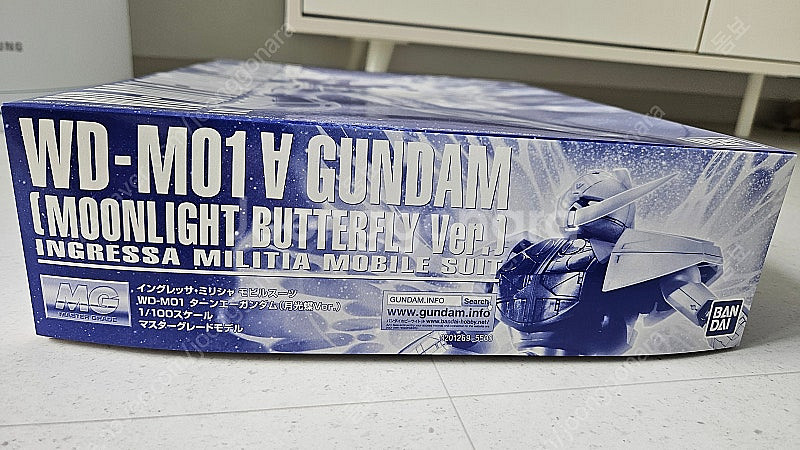 WD-M01 ∀ GUNDAM
(MOONLIGHT BUTTERFLY Ver.)
INGRESSA MILITIA MOBILE SUIT
MG
MASTER GRADE
イングレッサ・ミリシャ モビルスーツ
WD-M01 ターンエーガンダム(月光蝶Ver.)
1/100スケール
マスターグレードモデル
GUNDAM.INFO Search
www.gundam.info
BAN
DAI